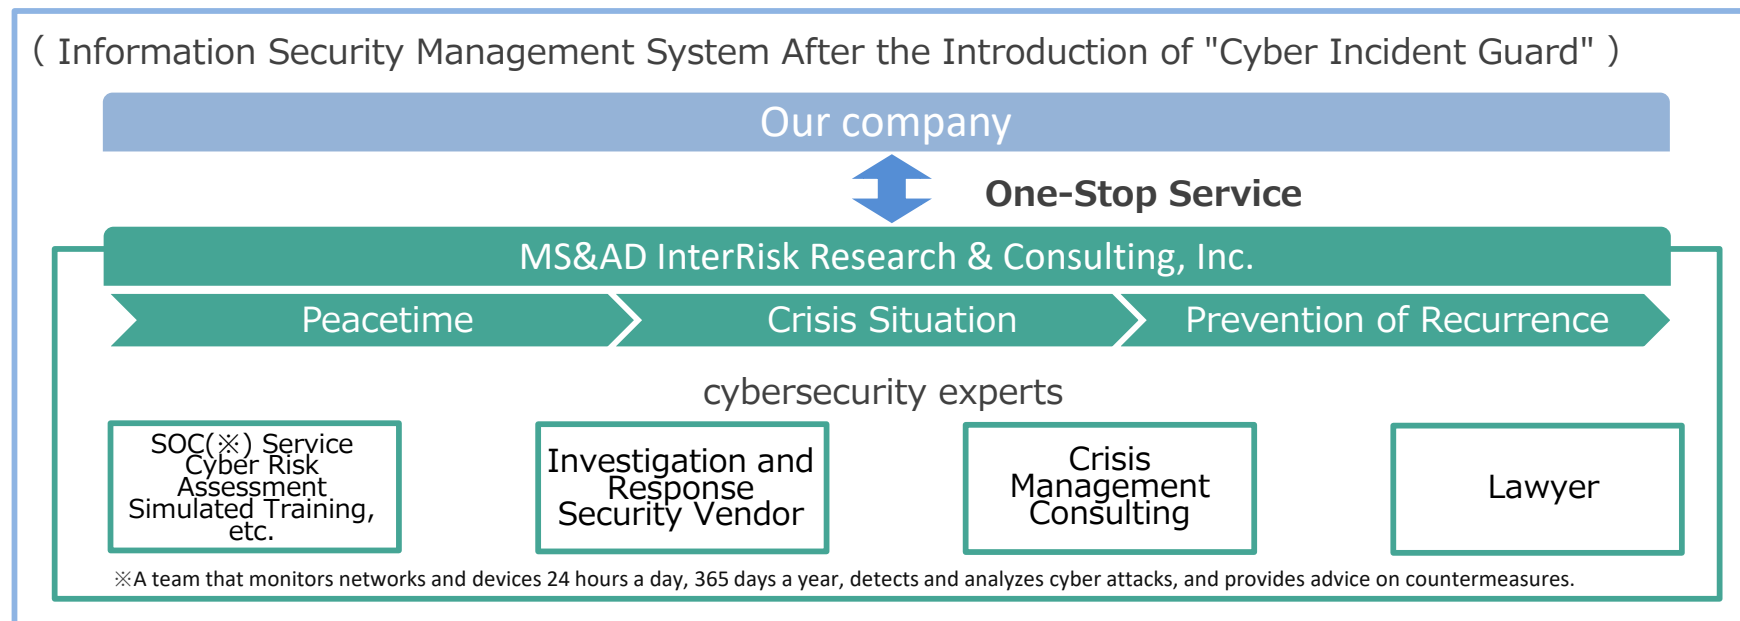 ( Information Security Management System After the Introduction of "Cyber Incident Guard" )
Our company
One-Stop Service
MS&AD InterRisk Research & Consulting, Inc.
Peacetime
Crisis Situation
Prevention of Recurrence
cybersecurity experts
SOC(※) Service
Cyber Risk
Assessment
Simulated Training,
etc.
Investigation and
Response
Security Vendor
Crisis
Management
Consulting
Lawyer
※A team that monitors networks and devices 24 hours a day, 365 days a year, detects and analyzes cyber attacks, and provides advice on countermeasures.